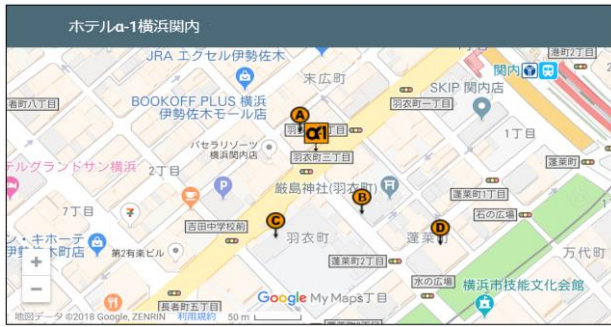 ホテルα-1横浜関内
港町2丁目
JRA エクセル伊勢佐木
末広町
関内
SKIP 関内店
者町八丁目
BOOKOFF PLUS 横浜
伊勢佐木モール店
A
羽衣町一丁目
α1
丁目
パセラリゾーツ
横浜関内店
羽衣町三丁目
1丁目
蓬莱町
テルグランドサン横浜
2丁目
P
厳島神社(羽衣町)
B
蓬莱町1丁目
7丁目
吉田中学校前
C
石の広場
D
羽衣町
蓬莱町
ン・キホーテ
木町店
第2有楽ビル
蓬莱町2丁目
万代町
水の広場
横浜市技能文化会館
長者町五丁目
Google My Maps
丁目
地図データ ©2018 Google, ZENRIN
利用規約
50 m